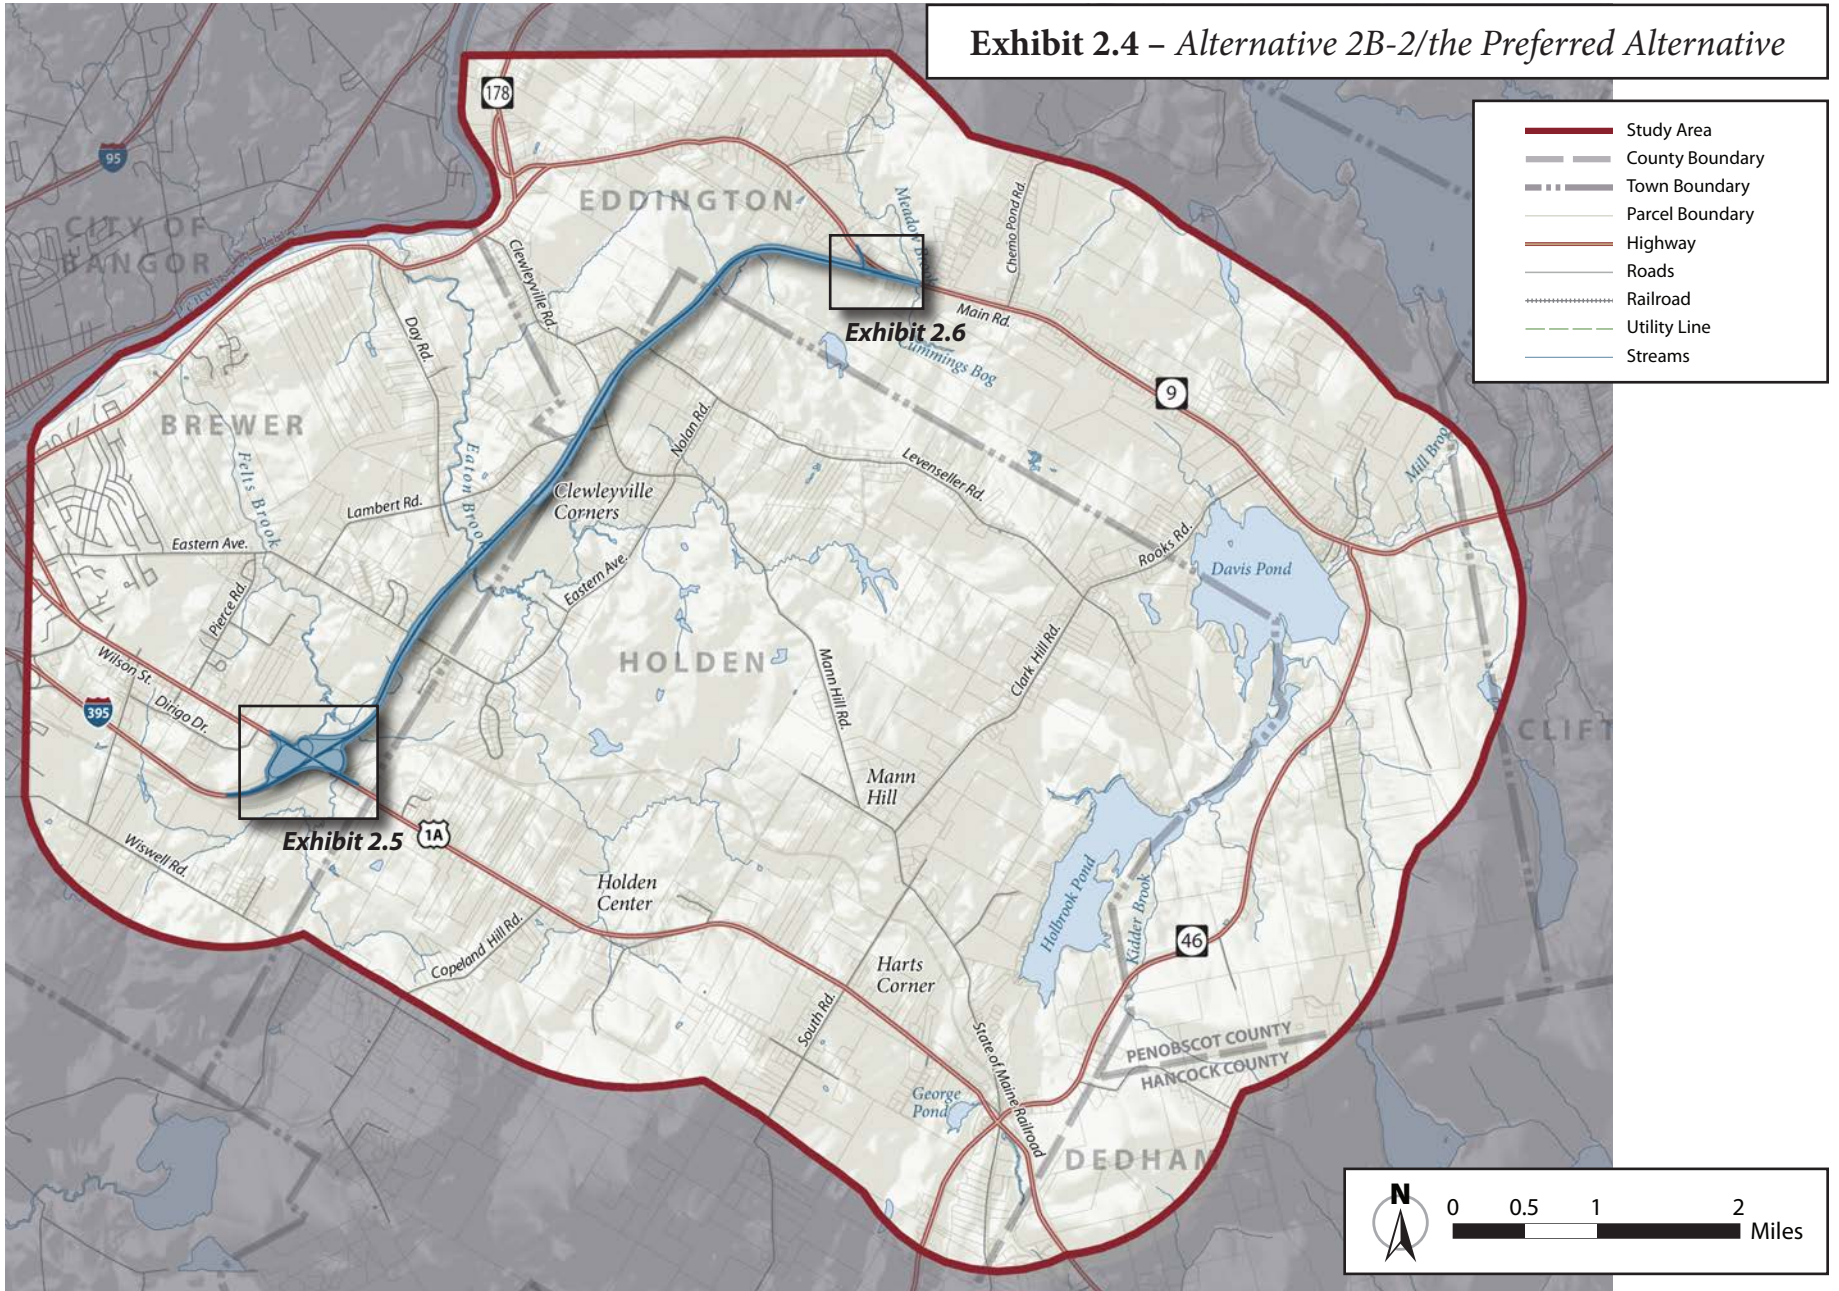 Exhibit 2.4 – Alternative 2B-2/the Preferred Alternative
Study Area
County Boundary
Town Boundary
Parcel Boundary
Highway
Roads
Railroad
Utility Line
Streams
178
95
CITY OF
BANGOR
EDDINGTON
Meadow Brook
Chemo Pond Rd.
Clewleyville Rd.
Day Rd.
Main Rd.
Exhibit 2.6
Cummings Bog
9
BREWER
Felts Brook
Eaton Brook
Nolan Rd.
Levenseller Rd.
Mill Brook
Clewleyville
Corners
Lambert Rd.
Eastern Ave.
Eastern Ave.
Rooks Rd.
Davis Pond
Pierce Rd.
HOLDEN
Clark Hill Rd.
Mann Hill Rd.
Wilson St.
Dirigo Dr.
395
CLIFT
Mann
Hill
1A
Exhibit 2.5
Wiswell Rd.
Holden
Center
Holbrook Pond
Kidder Brook
Copeland Hill Rd.
46
Harts
Corner
South Rd.
State of Maine Railroad
PENOBSCOT COUNTY
HANCOCK COUNTY
George
Pond
DEDHAM
N
0 0.5 1 2
Miles